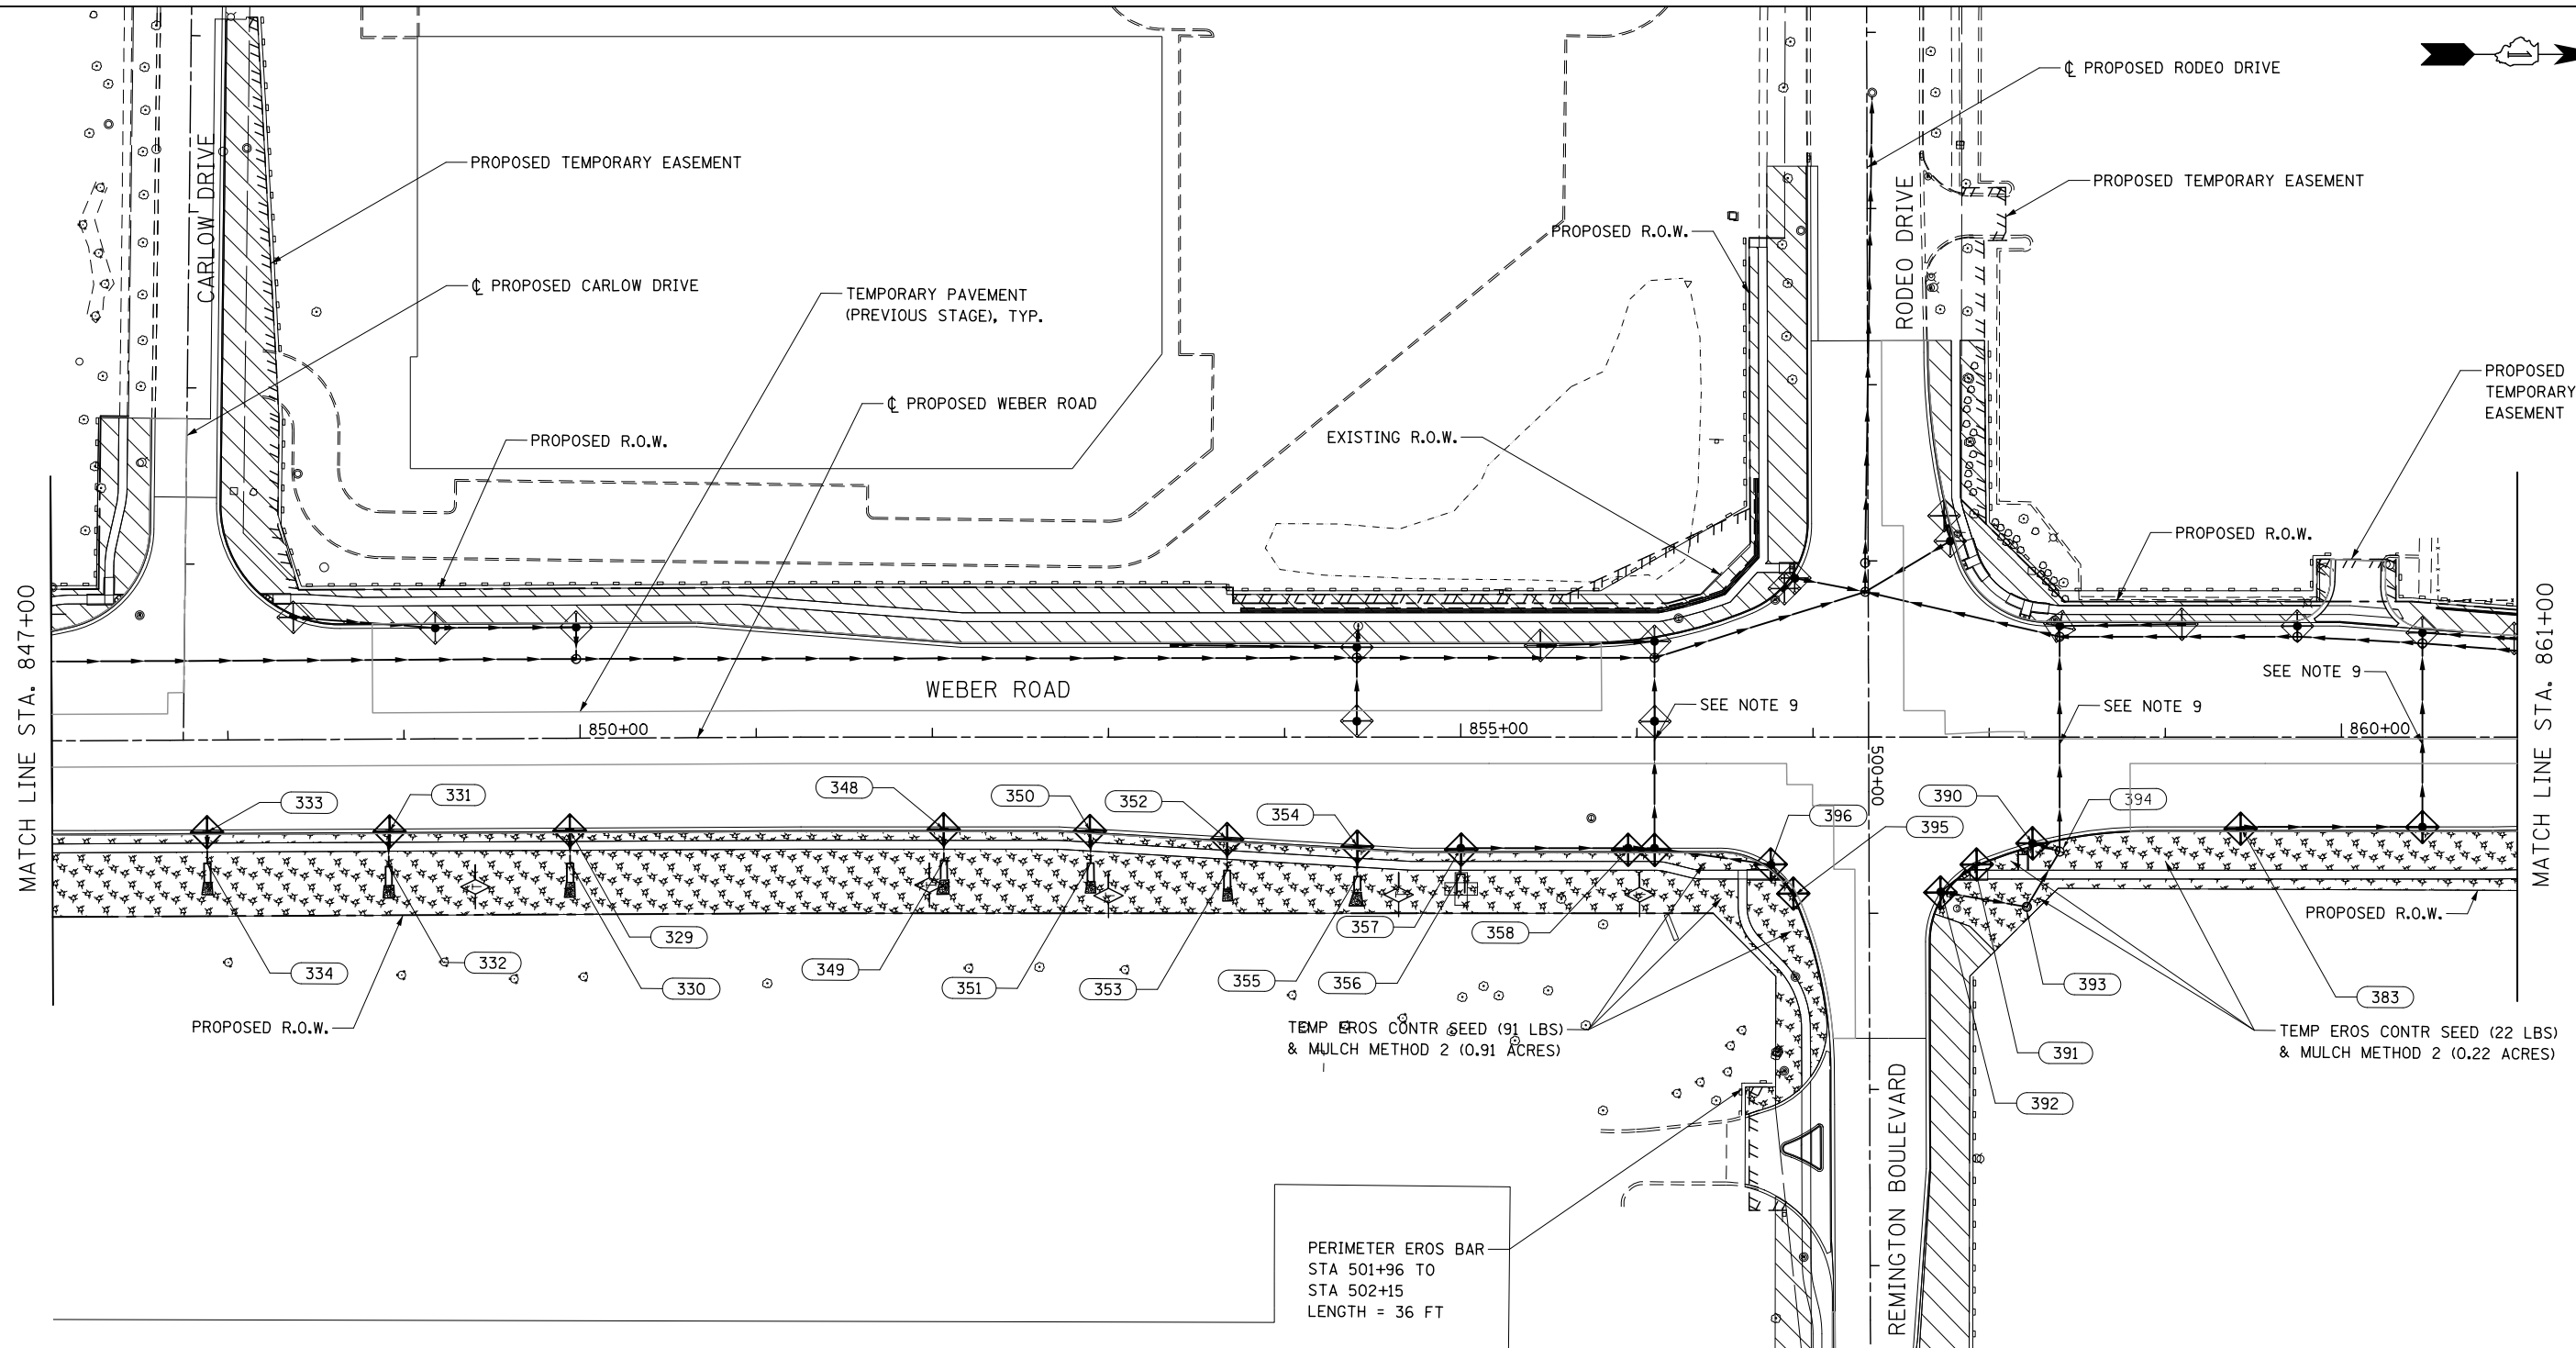 ℄ PROPOSED RODEO DRIVE
PROPOSED TEMPORARY EASEMENT
PROPOSED TEMPORARY EASEMENT
CARLOW DRIVE
RODEO DRIVE
PROPOSED R.O.W.
℄ PROPOSED CARLOW DRIVE
TEMPORARY PAVEMENT
(PREVIOUS STAGE), TYP.
PROPOSED
TEMPORARY
EASEMENT
℄ PROPOSED WEBER ROAD
PROPOSED R.O.W.
EXISTING R.O.W.
PROPOSED R.O.W.
MATCH LINE STA. 847+00
MATCH LINE STA. 861+00
WEBER ROAD
SEE NOTE 9
SEE NOTE 9
SEE NOTE 9
850+00
855+00
860+00
500+00
333
331
348
350
352
354
396
390
394
395
329
357
358
334
332
330
349
351
353
355
356
393
383
391
392
PROPOSED R.O.W.
PROPOSED R.O.W.
TEMP EROS CONTR SEED (91 LBS)
& MULCH METHOD 2 (0.91 ACRES)
TEMP EROS CONTR SEED (22 LBS)
& MULCH METHOD 2 (0.22 ACRES)
REMINGTON BOULEVARD
PERIMETER EROS BAR
STA 501+96 TO
STA 502+15
LENGTH = 36 FT